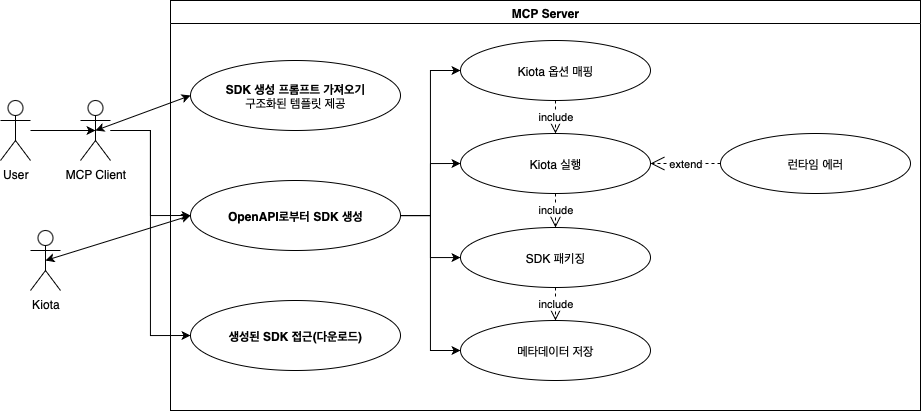 MCP Server
SDK 생성 프롬프트 가져오기
구조화된 템플릿 제공
Kiota 옵션 매핑
include
User
MCP Client
Kiota 실행
extend
런타임 에러
include
OpenAPI로부터 SDK 생성
SDK 패키징
Kiota
include
생성된 SDK 접근(다운로드)
메타데이터 저장